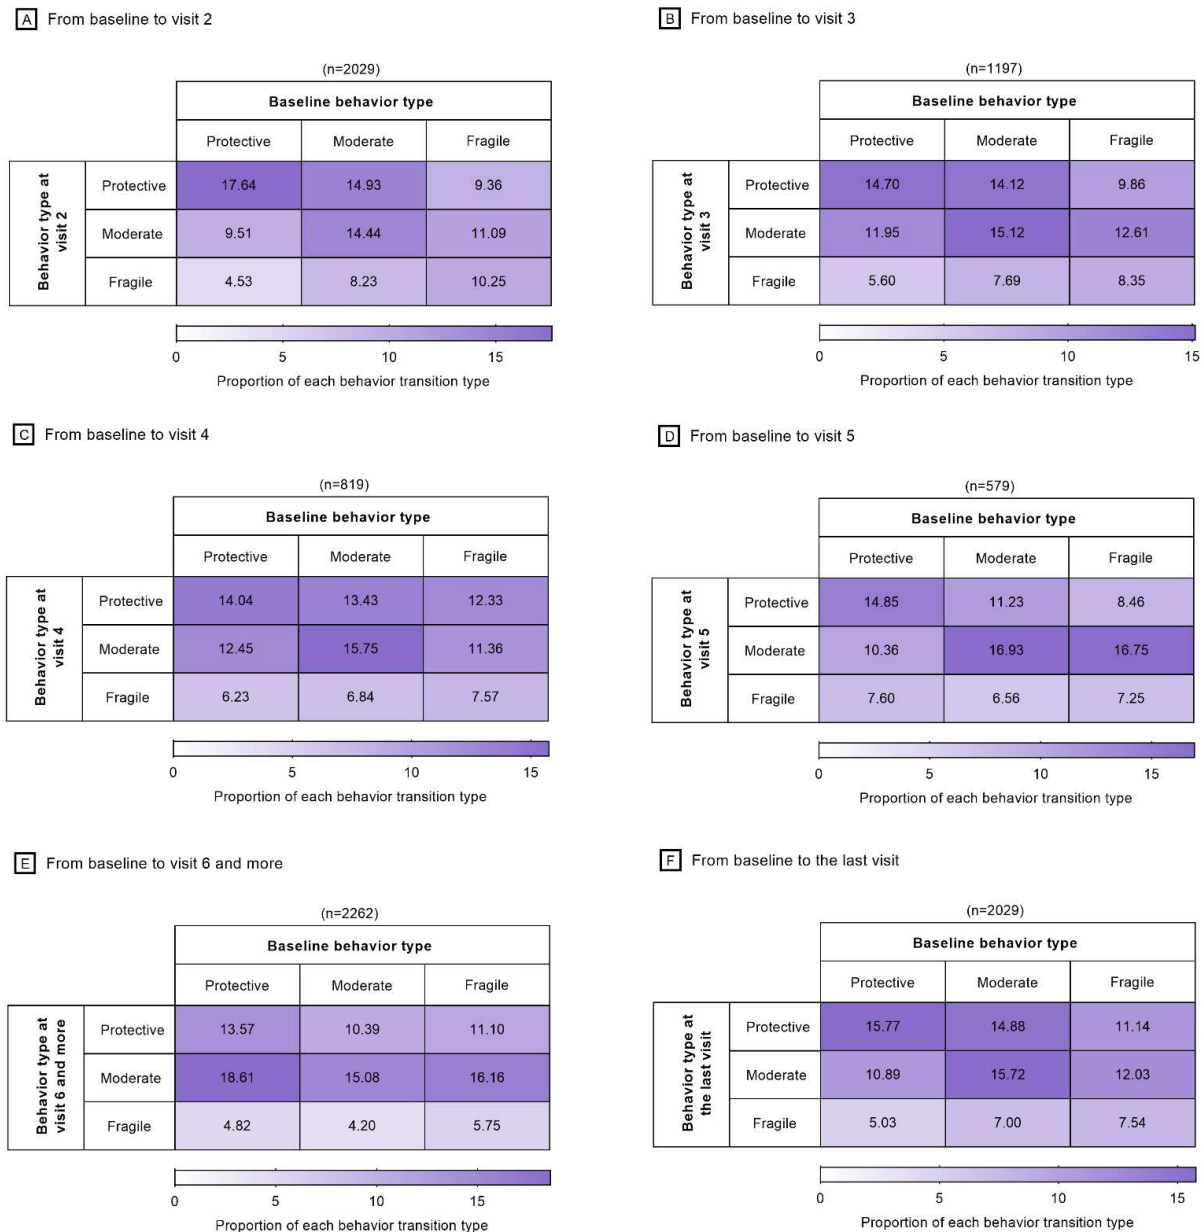 A From baseline to visit 2
(n=2029)
Baseline behavior type
Protective Moderate Fragile
Behavior type at
visit 2
Protective 17.64 14.93 9.36
Moderate 9.51 14.44 11.09
Fragile 4.53 8.23 10.25
0 5 10 15
Proportion of each behavior transition type
B From baseline to visit 3
(n=1197)
Baseline behavior type
Protective Moderate Fragile
Behavior type at
visit 3
Protective 14.70 14.12 9.86
Moderate 11.95 15.12 12.61
Fragile 5.60 7.69 8.35
0 5 10 15
Proportion of each behavior transition type
C From baseline to visit 4
(n=819)
Baseline behavior type
Protective Moderate Fragile
Behavior type at
visit 4
Protective 14.04 13.43 12.33
Moderate 12.45 15.75 11.36
Fragile 6.23 6.84 7.57
0 5 10 15
Proportion of each behavior transition type
D From baseline to visit 5
(n=579)
Baseline behavior type
Protective Moderate Fragile
Behavior type at
visit 5
Protective 14.85 11.23 8.46
Moderate 10.36 16.93 16.75
Fragile 7.60 6.56 7.25
0 5 10 15
Proportion of each behavior transition type
E From baseline to visit 6 and more
(n=2262)
Baseline behavior type
Protective Moderate Fragile
Behavior type at
visit 6 and more
Protective 13.57 10.39 11.10
Moderate 18.61 15.08 16.16
Fragile 4.82 4.20 5.75
0 5 10 15
Proportion of each behavior transition type
F From baseline to the last visit
(n=2029)
Baseline behavior type
Protective Moderate Fragile
Behavior type at
the last visit
Protective 15.77 14.88 11.14
Moderate 10.89 15.72 12.03
Fragile 5.03 7.00 7.54
0 5 10 15
Proportion of each behavior transition type